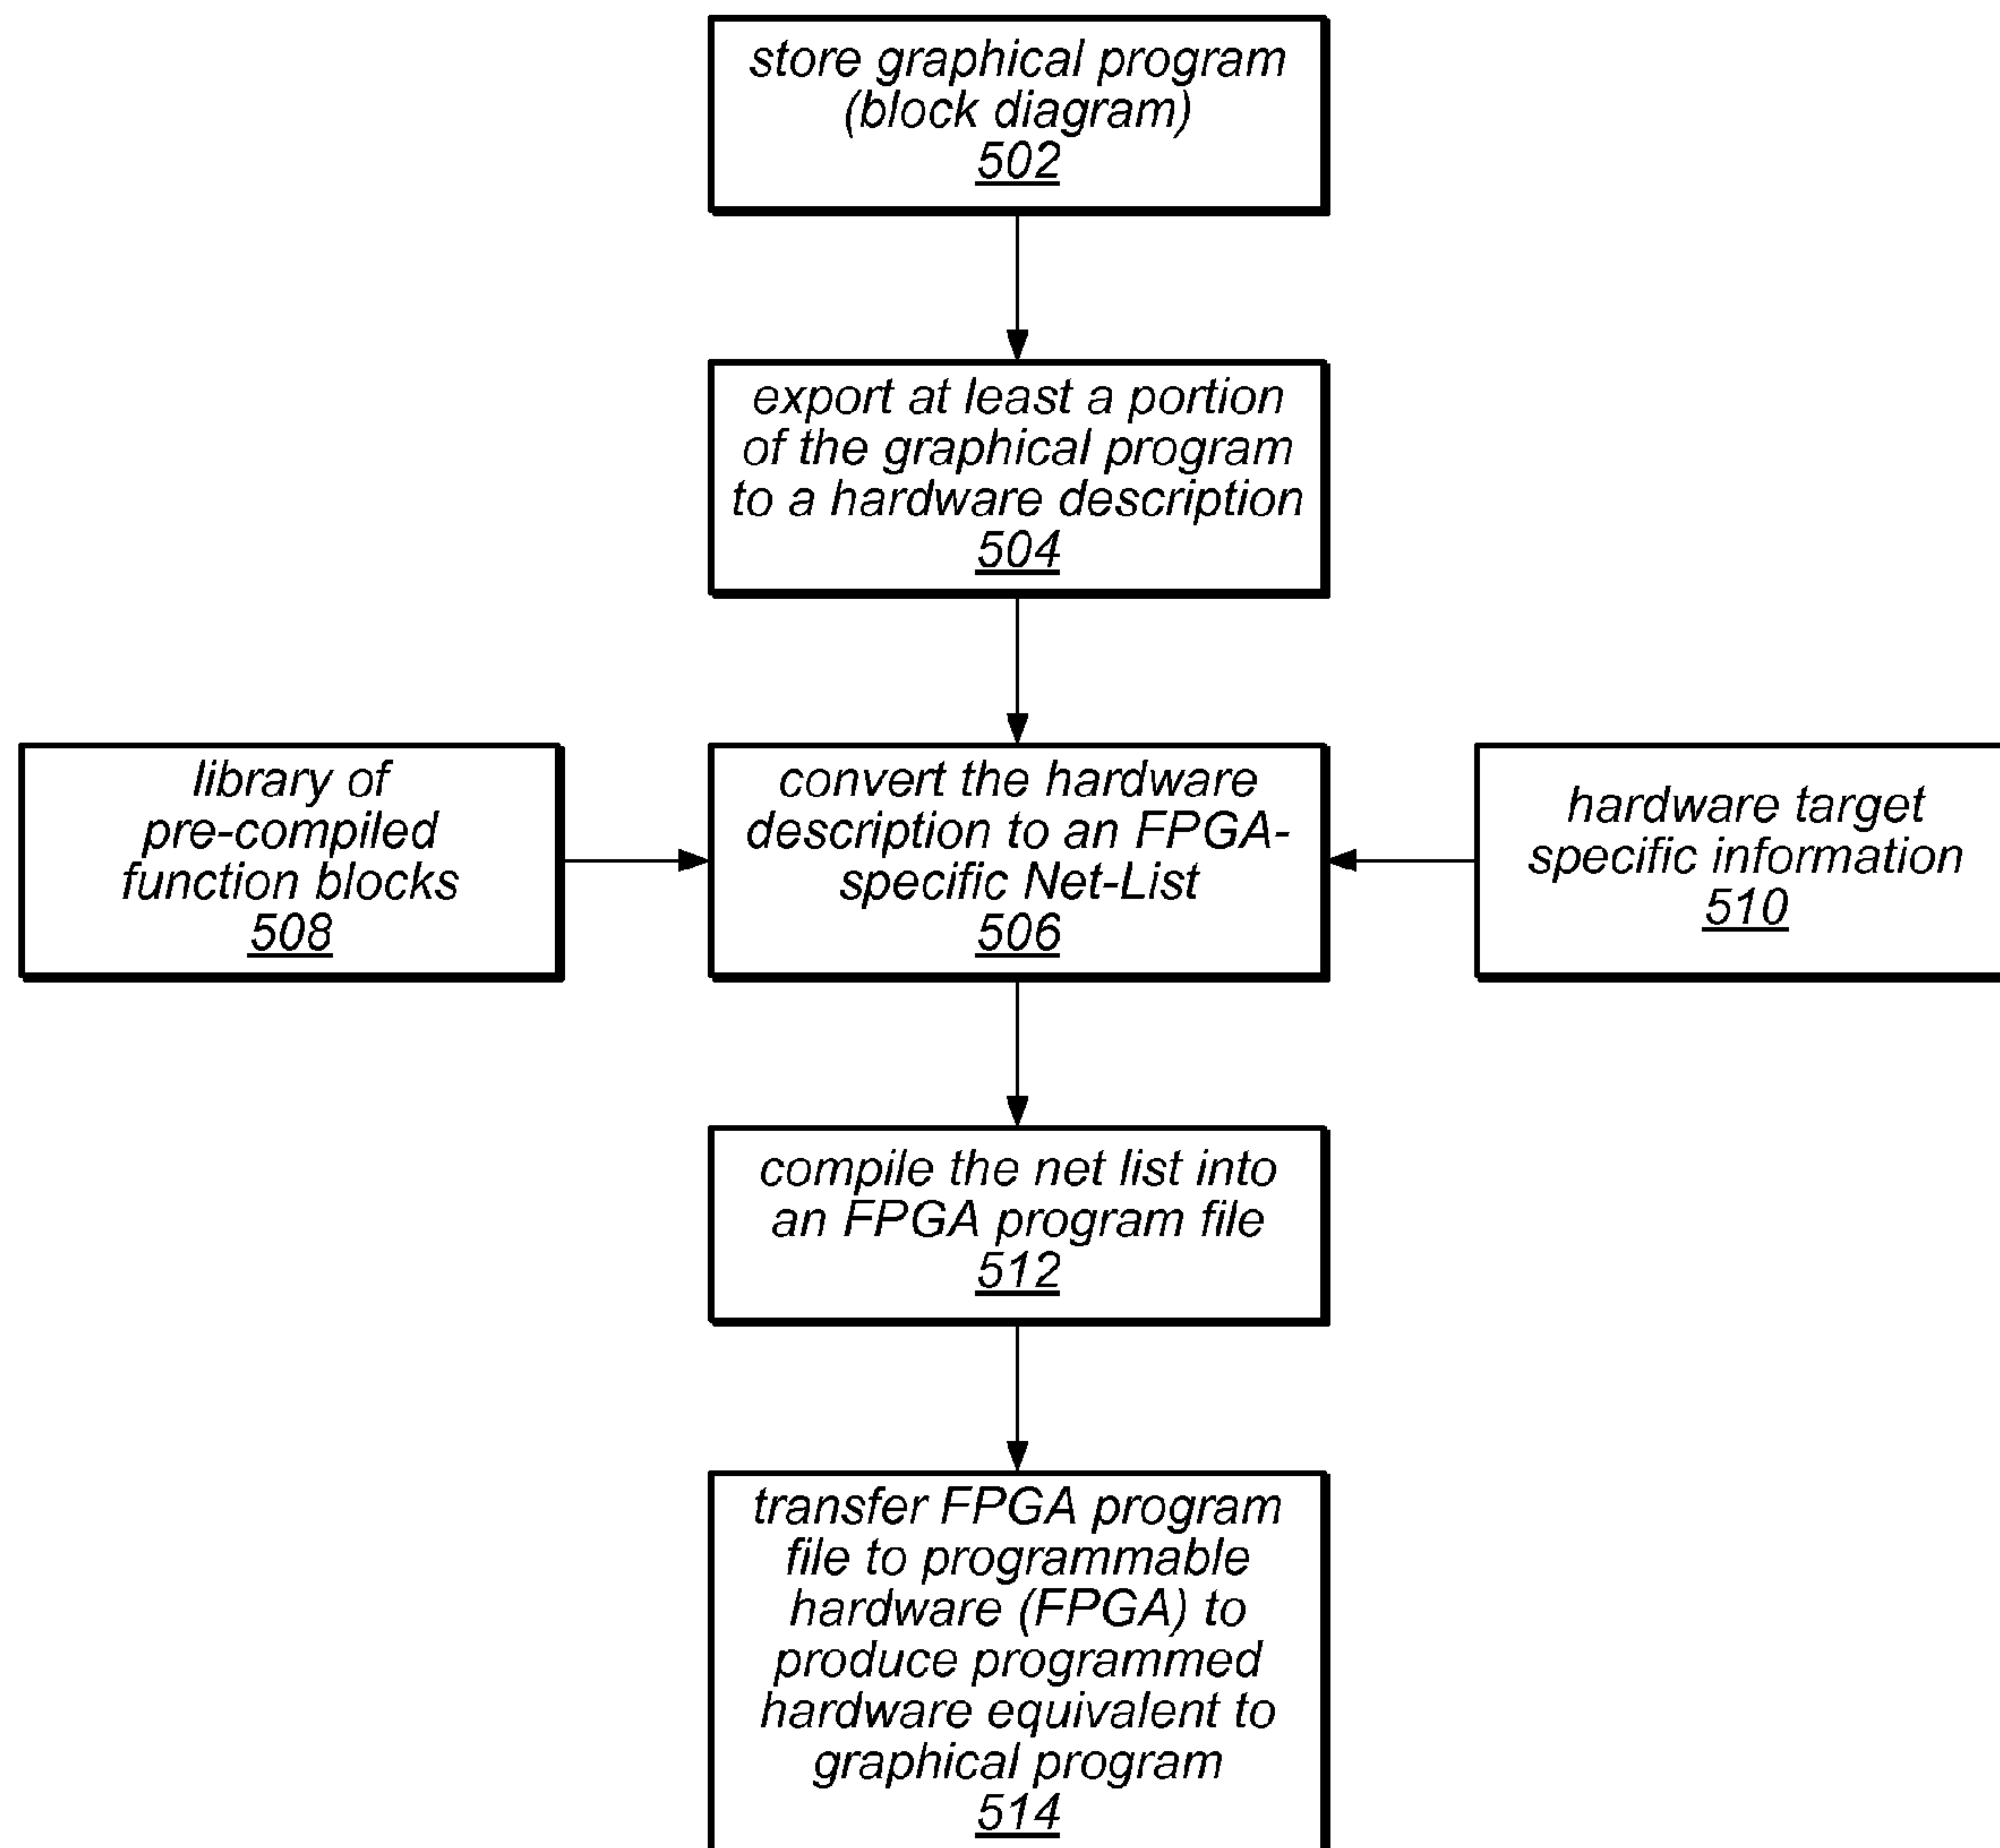 store graphical program
(block diagram)
502
export at least a portion
of the graphical program
to a hardware description
504
library of
pre-compiled
function blocks
508
convert the hardware
description to an FPGA-
specific Net-List
506
hardware target
specific information
510
compile the net list into
an FPGA program file
512
transfer FPGA program
file to programmable
hardware (FPGA) to
produce programmed
hardware equivalent to
graphical program
514